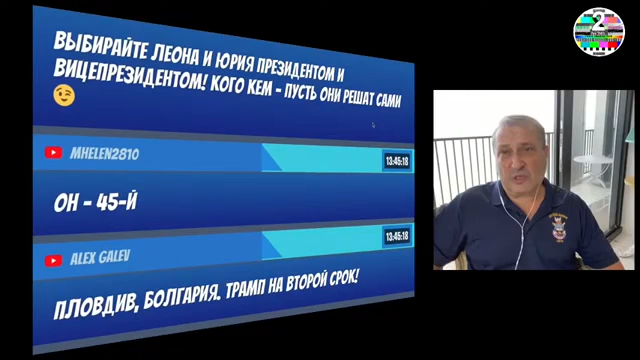 ВЫБИРАЙТЕ ЛЕОНА И ЮРИЯ ПРЕЗИДЕНТОМ И
ВИЦЕПРЕЗИДЕНТОМ! КОГО КЕМ - ПУСТЬ ОНИ РЕШАТ САМИ
😉
MHELEN2810
13:45:18
ОН - 45-Й
ALEX GALEV
13:45:18
ПЛОВДИВ, БОЛГАРИЯ. ТРАМП НА ВТОРОЙ СРОК!
2